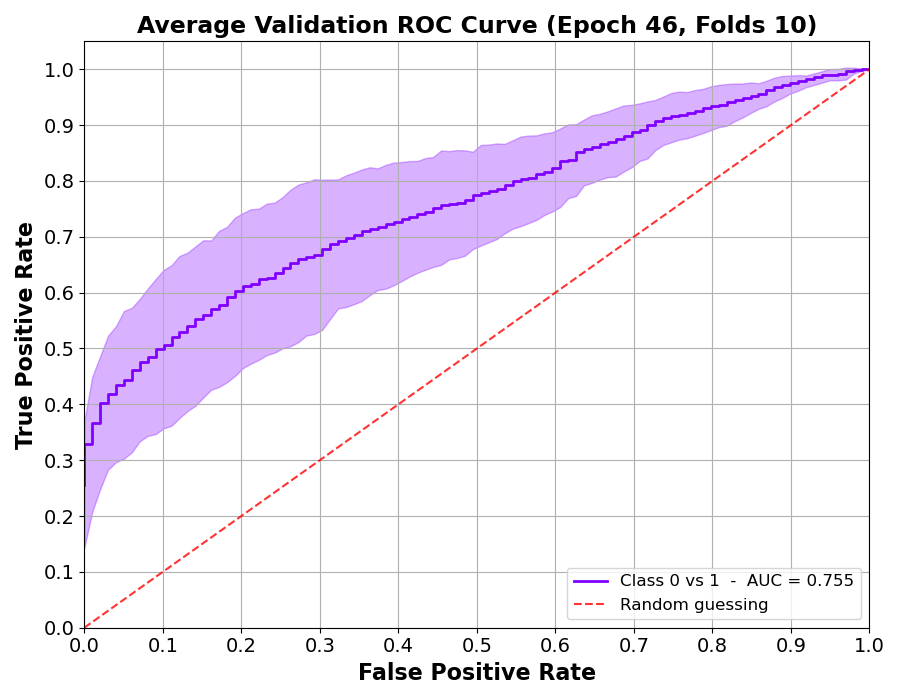 Average Validation ROC Curve (Epoch 46, Folds 10)
True Positive Rate
1.0
0.9
0.8
0.7
0.6
0.5
0.4
0.3
0.2
0.1
0.0
Class 0 vs 1 - AUC = 0.755
Random guessing
0.0 0.1 0.2 0.3 0.4 0.5 0.6 0.7 0.8 0.9 1.0
False Positive Rate